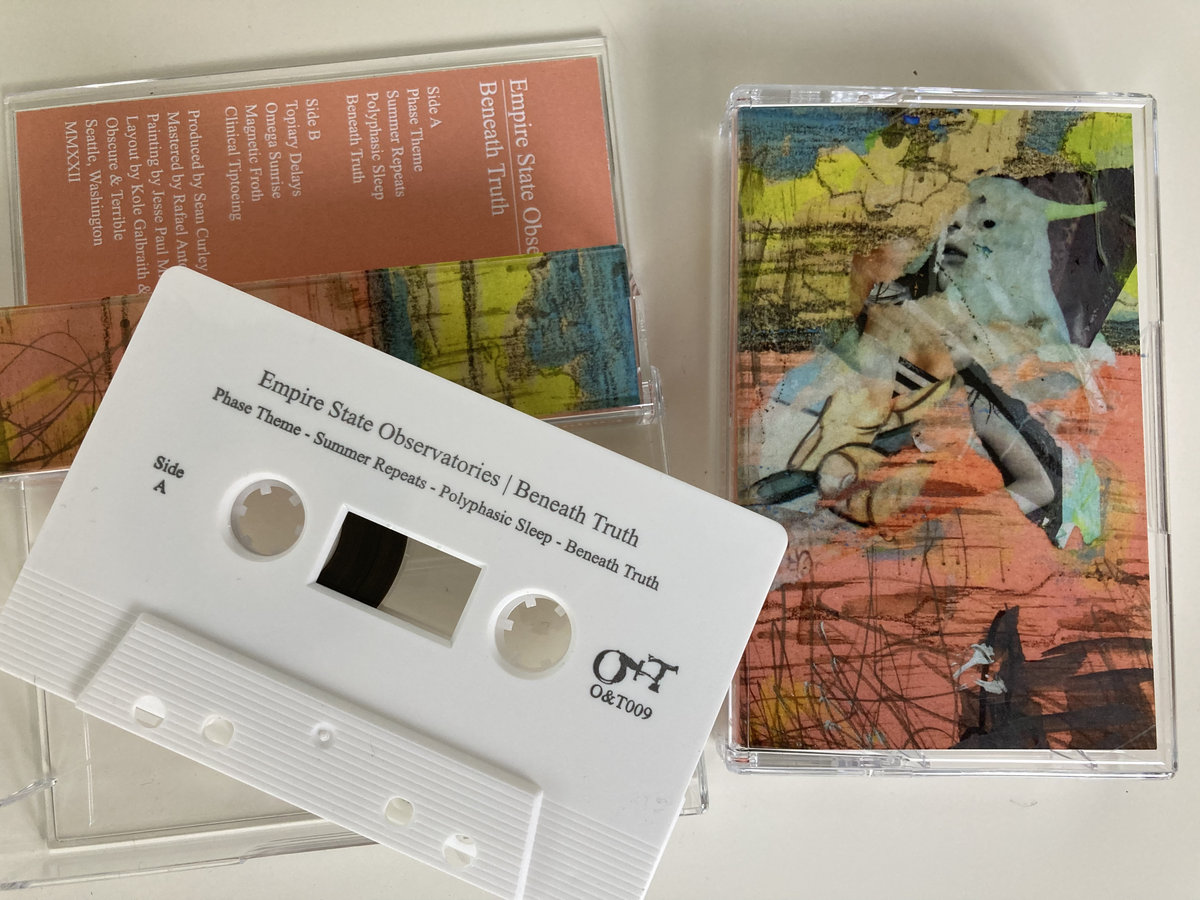 Empire State Obse
Beneath Truth
Side A
Phase Theme
Summer Repeats
Polyphasic Sleep
Beneath Truth
Side B
Topiary Delays
Omega Sunrise
Magnetic Froth
Clinical Tiptoeing
Produced by Sean Curley
Mastered by Rafael Anto
Painting by Jesse Paul M
Layout by Kole Galbraith &
Obscure & Terrible
Seattle, Washington
MMXXII
Empire State Observatories | Beneath Truth
Phase Theme - Summer Repeats - Polyphasic Sleep - Beneath Truth
Side
A
O+T
O&T009